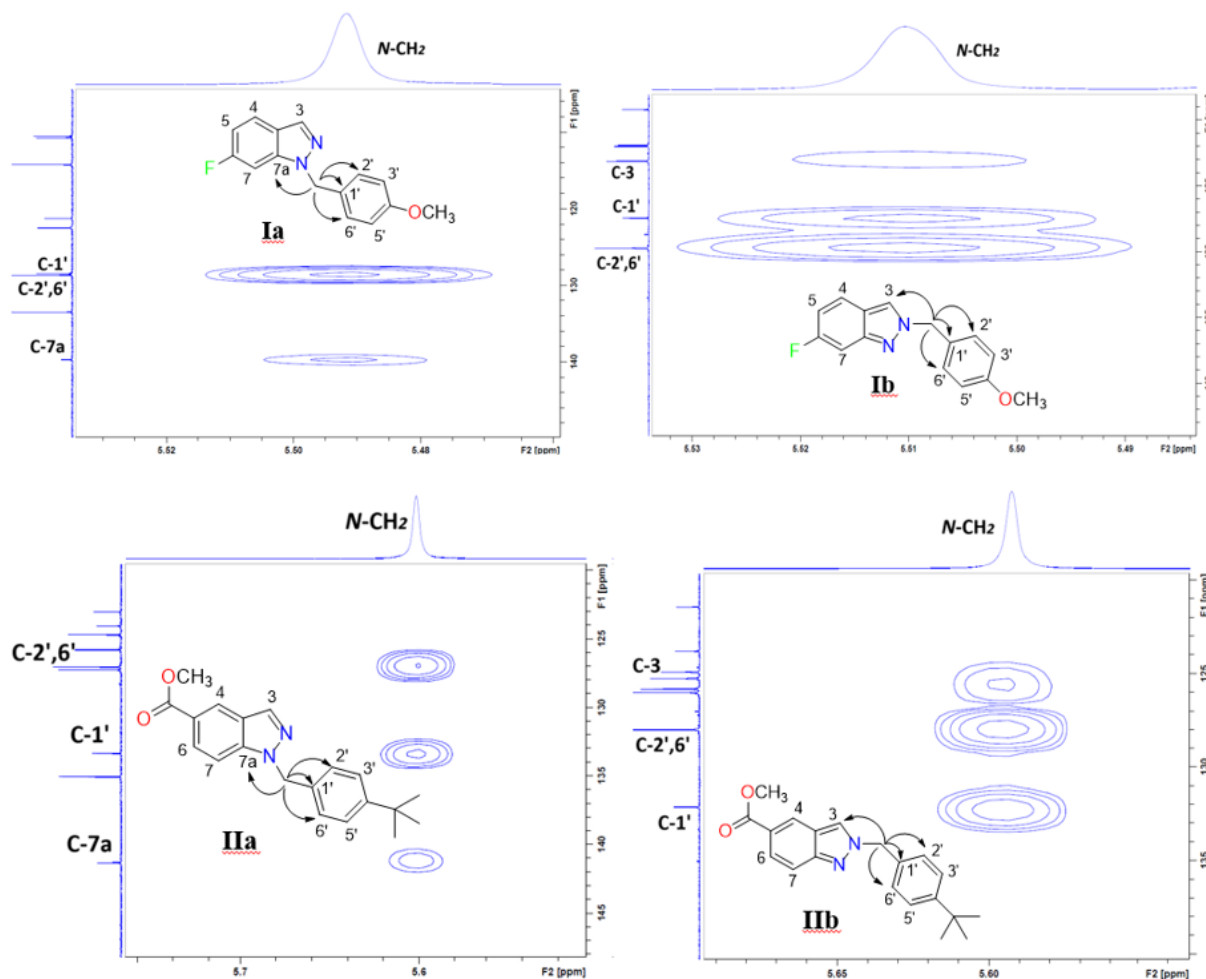 N-CH2
F1 [ppm]
4
3
5
N
F
7a
N
7
2'
3'
1'
6'
5'
OCH3
Ia
120
C-1'
C-2',6'
130
C-7a
140
5.52
5.50
5.48
F2 [ppm]
N-CH2
F1 [ppm]
C-3
C-1'
C-2',6'
4
3
5
N
2'
F
N
7
1'
3'
6'
5'
OCH3
Ib
5.53
5.52
5.51
5.50
5.49
F2 [ppm]
N-CH2
F1 [ppm]
125
C-2',6'
OCH3
O
4
3
N
130
C-1'
6
7
7a
N
2'
3'
1'
135
6'
5'
IIa
C-7a
140
145
5.7
5.6
F2 [ppm]
N-CH2
F1 [ppm]
C-3
125
C-2',6'
130
C-1'
OCH3
O
4
3
N
2'
6
7
N
1'
3'
135
6'
5'
IIb
5.65
5.60
F2 [ppm]